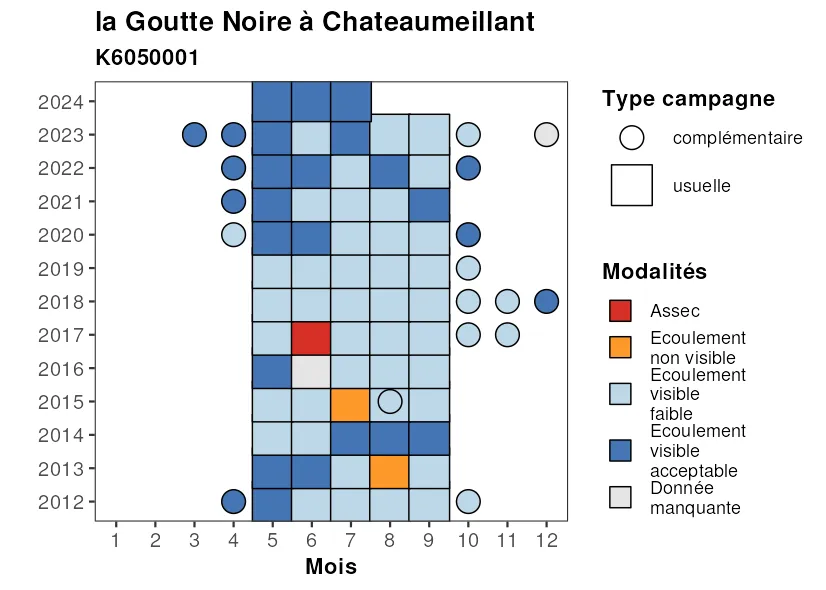 la Goutte Noire à Chateaumeillant
K6050001
2024
2023
2022
2021
2020
2019
2018
2017
2016
2015
2014
2013
2012
1 2 3 4 5 6 7 8 9 10 11 12
Mois
Type campagne
complémentaire
usuelle
Modalités
Assec
Ecoulement
non visible
Ecoulement
visible
faible
Ecoulement
visible
acceptable
Donnée
manquante